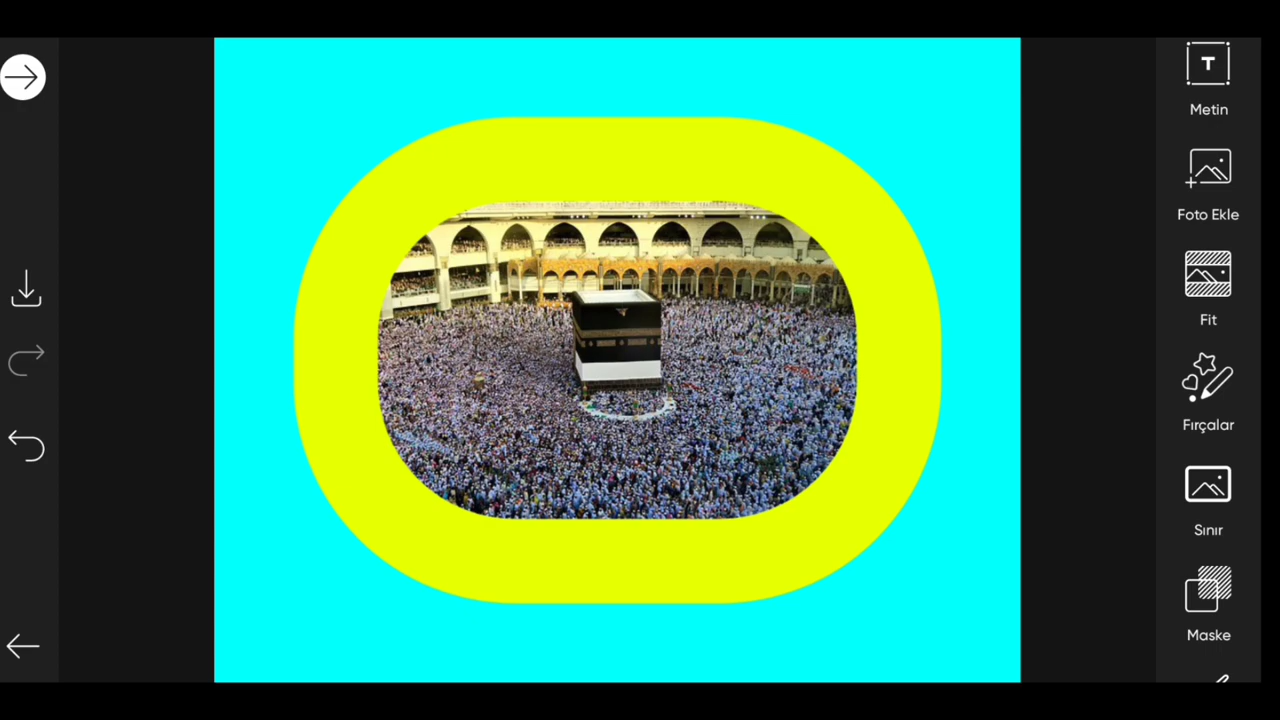 T
Metin
Foto Ekle
Fit
Fırçalar
Sınır
Maske